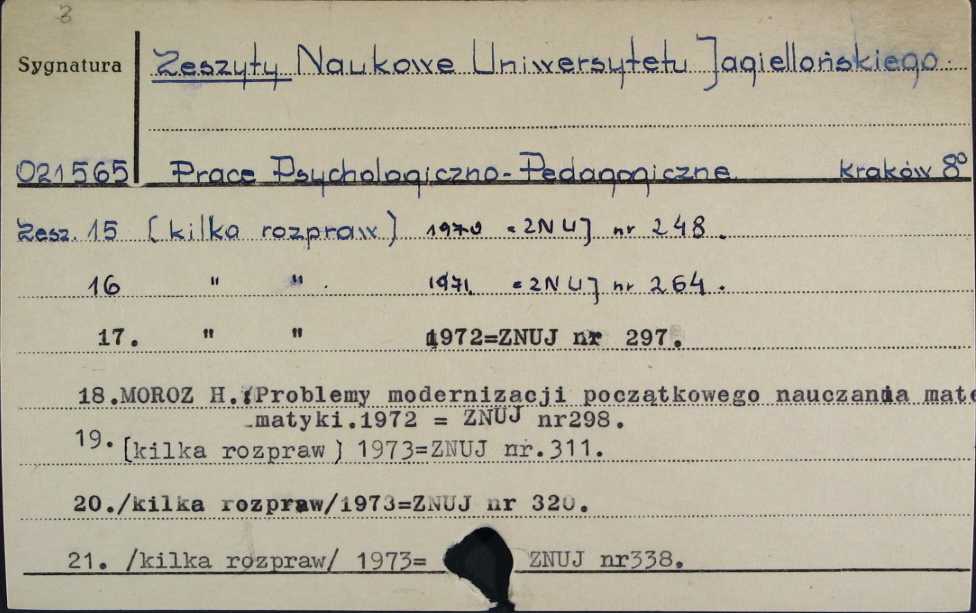 3
Sygnatura Zeszyty Naukowe Uniwersytetu Jagiellońskiego.
021565 Prace Psychologiczno-Pedagogiczne Kraków 8°
Zesz. 15 (kilka rozpraw) 1970 =ZNUJ nr 248.
16 " " . 1971 =ZNUJ nr 264.
17. " " 1972=ZNUJ nr 297.
18.MOROZ H.:Problemy modernizacji początkowego nauczania mate
-matyki.1972 = ZNUJ nr298.
19. (kilka rozpraw) 1973=ZNUJ nr.311.
20./kilka rozpraw/1973=ZNUJ nr 320.
21. /kilka rozpraw/ 1973= ZNUJ nr338.